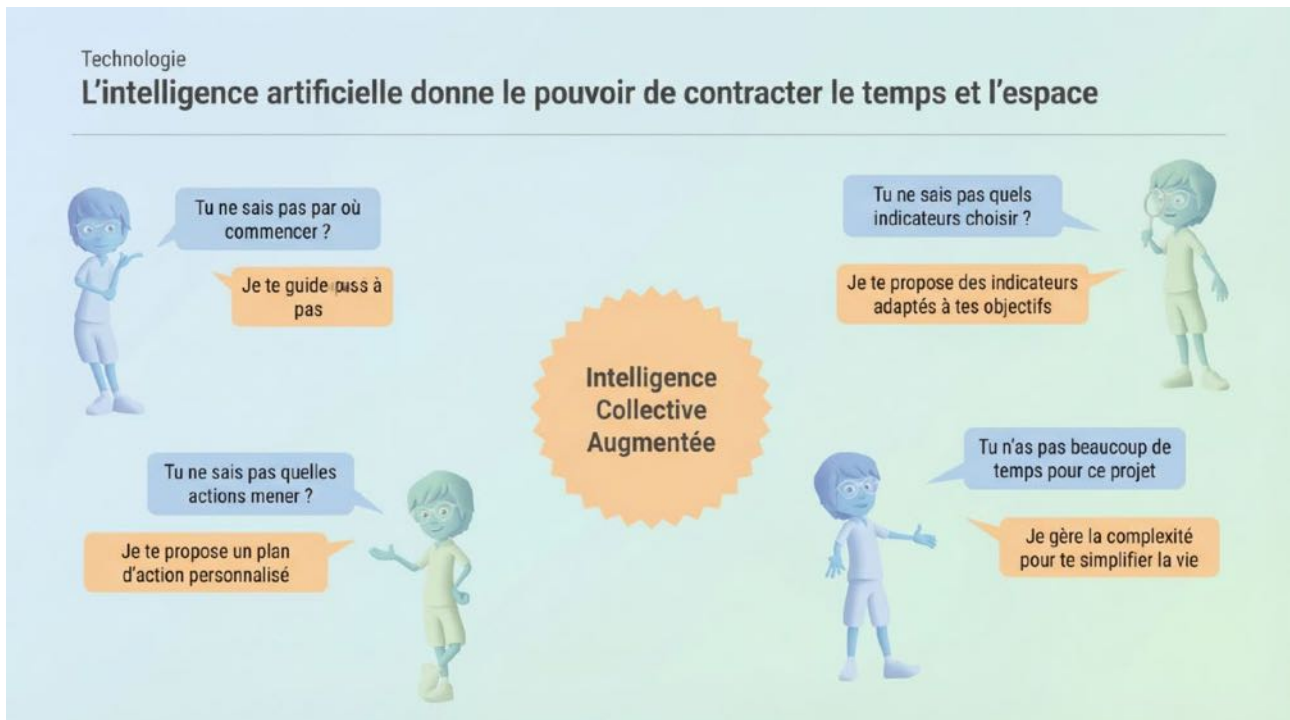 Technologie
L'intelligence artificielle donne le pouvoir de contracter le temps et l'espace
Tu ne sais pas par où
commencer ?
Je te guide à
pas
Tu ne sais pas quels
indicateurs choisir ?
Je te propose des indicateurs
adaptés à tes objectifs
Intelligence
Collective
Augmentée
Tu ne sais pas quelles
actions mener ?
Je te propose un plan
d'action personnalisé
Tu n'as pas beaucoup de
temps pour ce projet
Je gère la complexité
pour te simplifier la vie